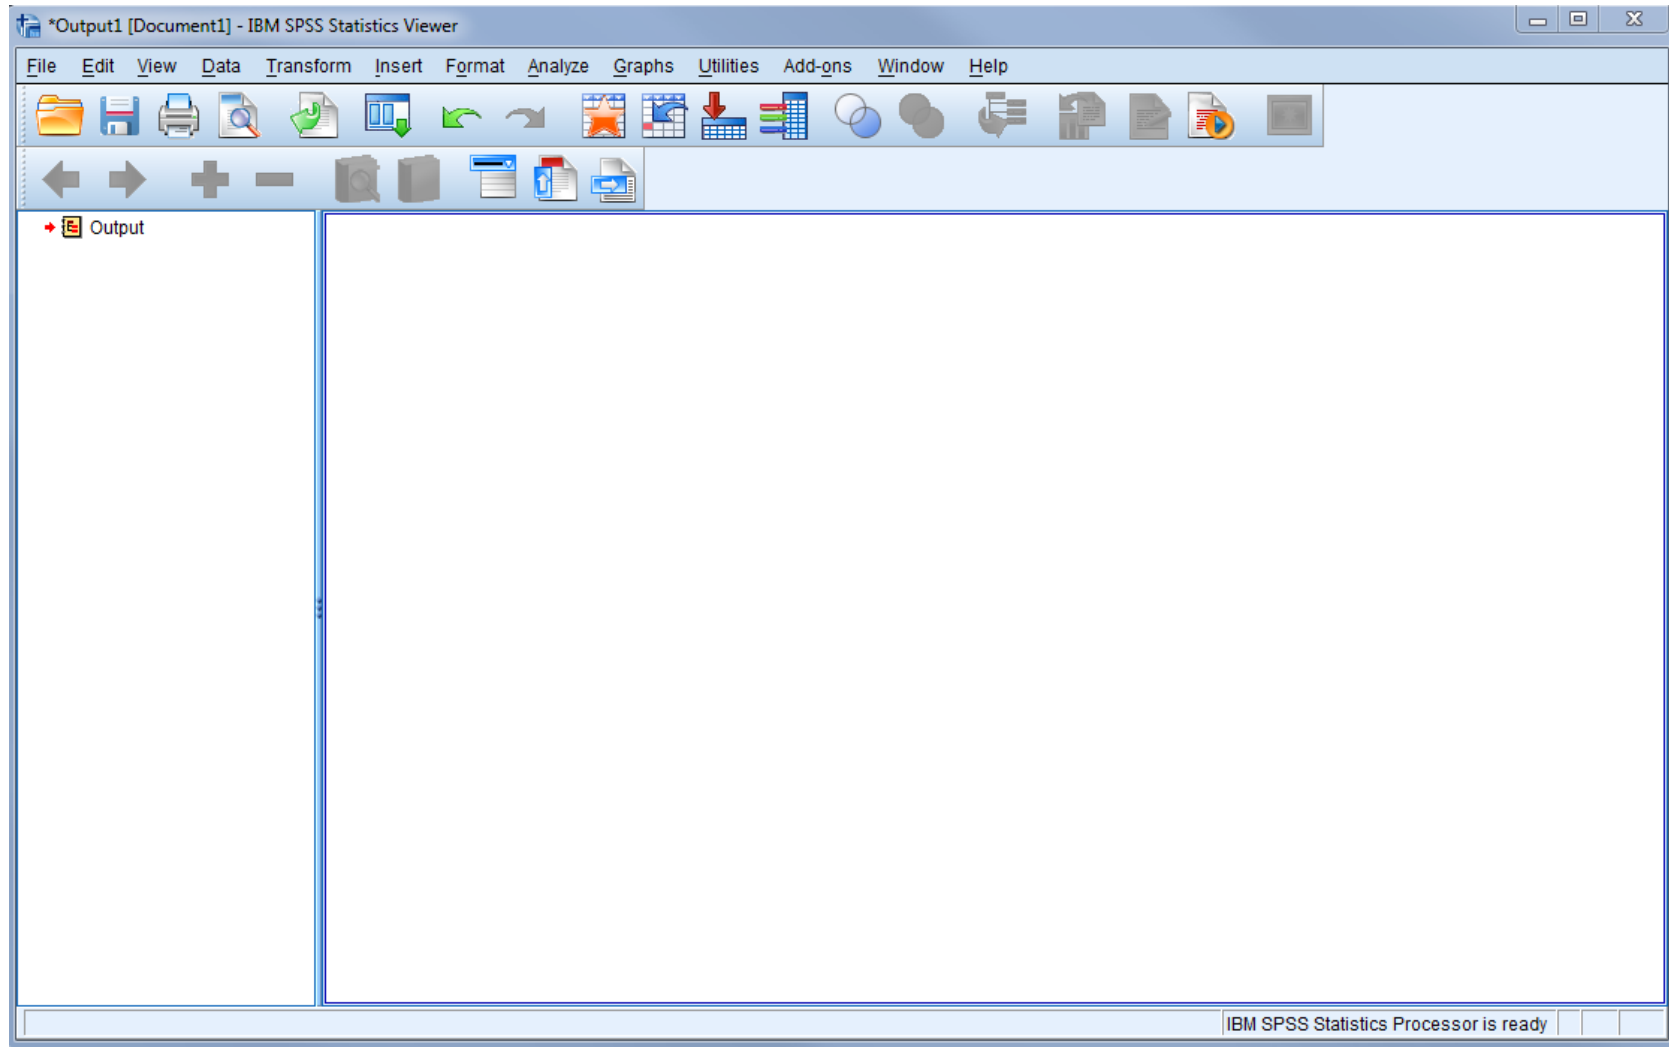 *Output1 [Document1] - IBM SPSS Statistics Viewer
File Edit View Data Transform Insert Format Analyze Graphs Utilities Add-ons Window Help
Output
IBM SPSS Statistics Processor is ready